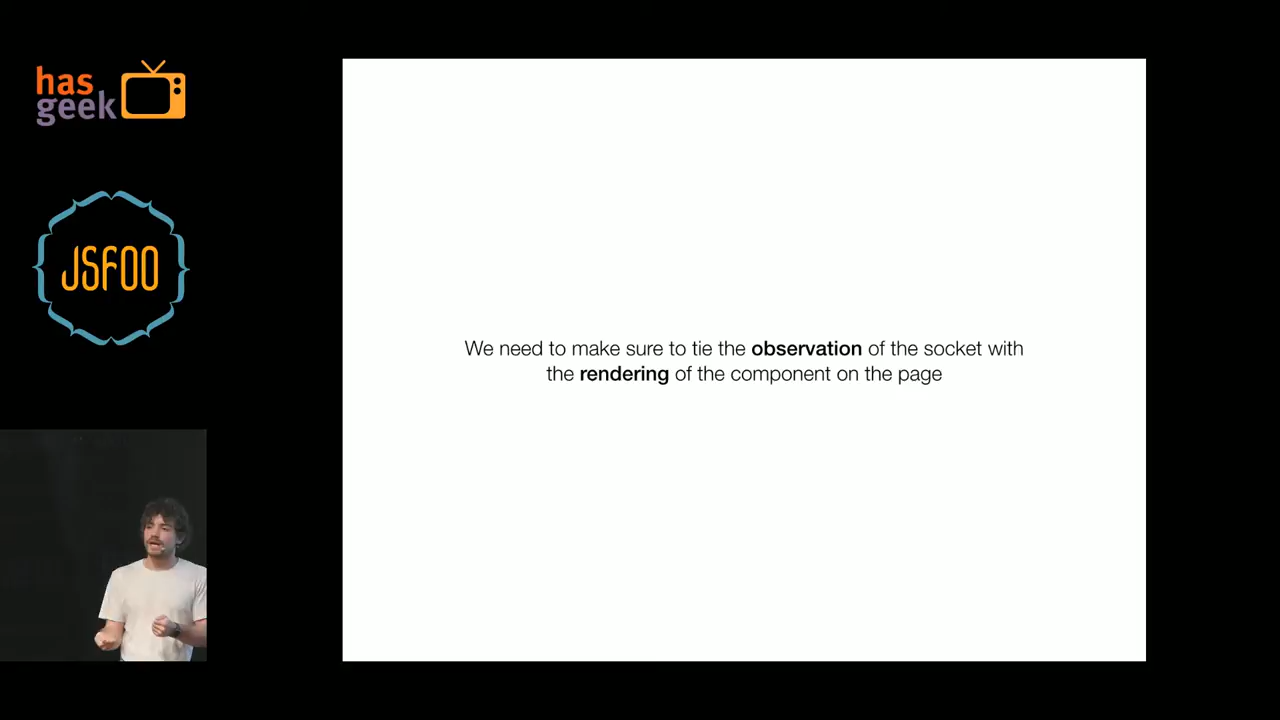 has
geek
JSFOO
We need to make sure to tie the observation of the socket with
the rendering of the component on the page